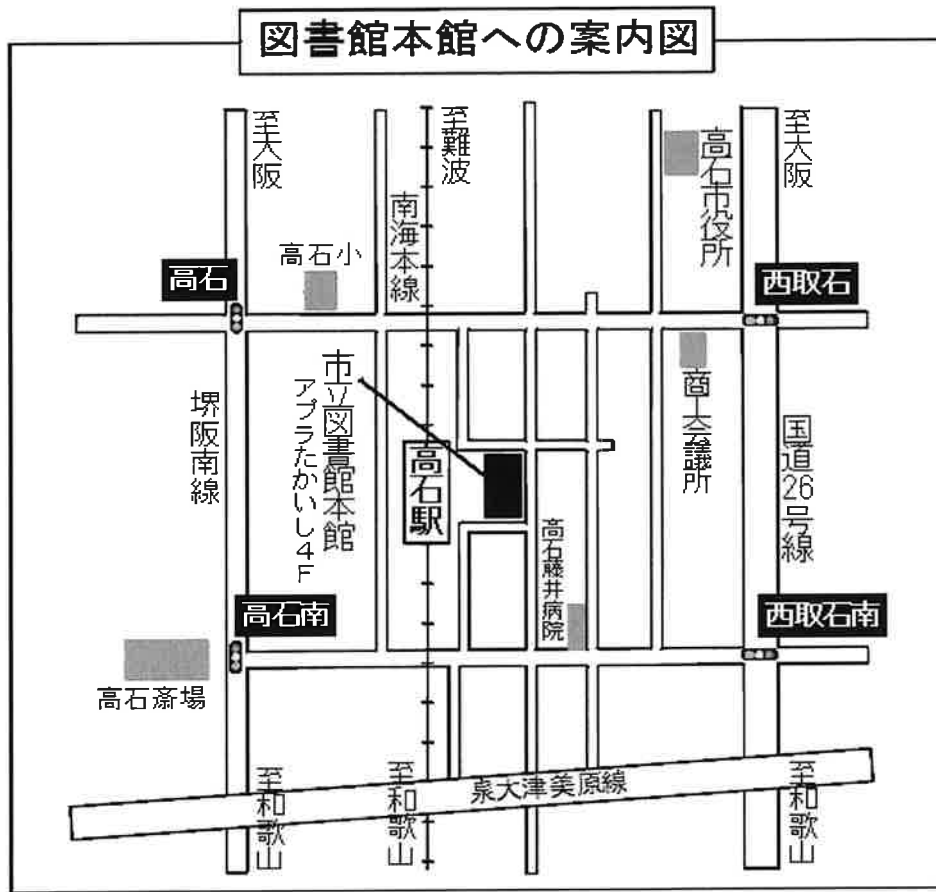 図書館本館への案内図
至大阪
至難波
至大阪
高石市役所
南海本線
高石小
高石
西取石
市立図書館本館
アプラたかいし4F
商工会議所
堺阪南線
高石駅
国道26号線
高石藤井病院
高石南
西取石南
高石斎場
泉大津美原線
至和歌山
至和歌山
至和歌山